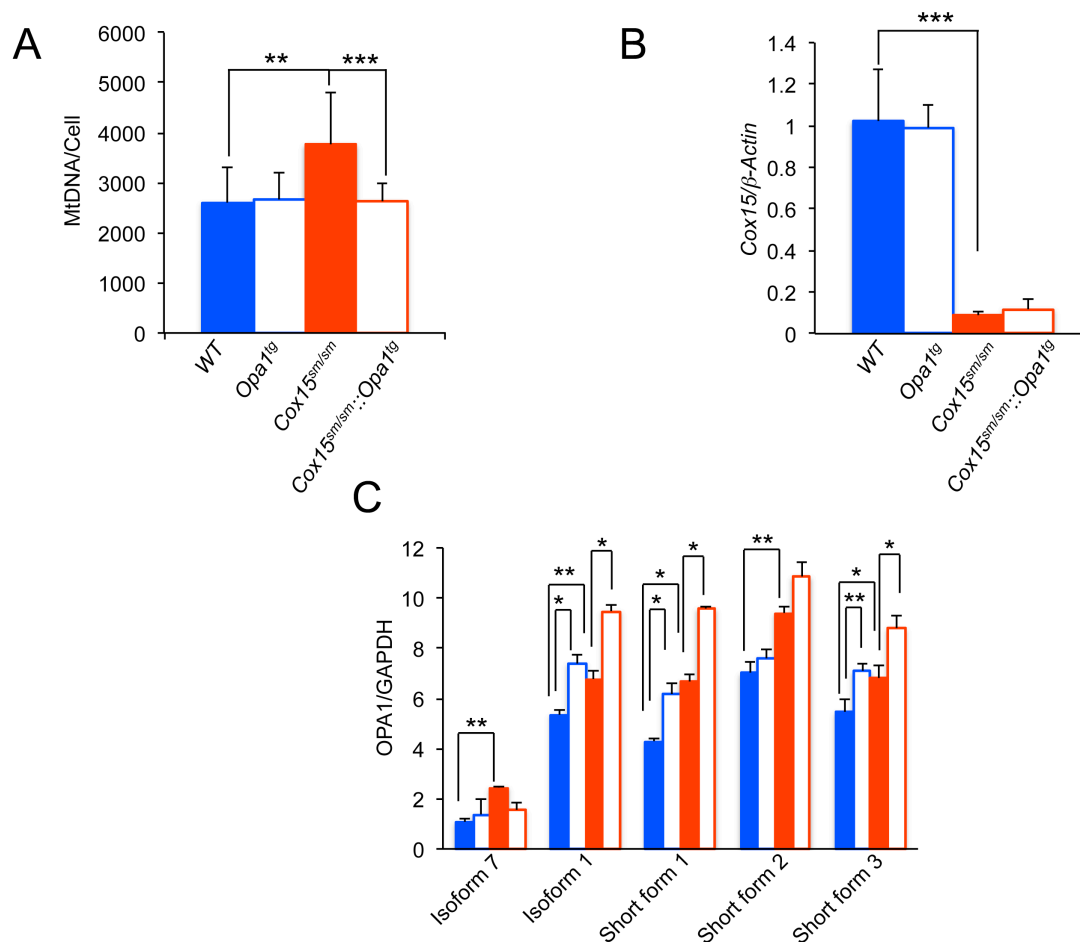 A
6000
5000
4000
3000
2000
1000
0
MtDNA/Cell
** ***
WT
Opa1tg
Cox15sm/sm
Cox15sm/sm::Opa1tg
B
1.4
1.2
1
0.8
0.6
0.4
0.2
0
Cox15/β-Actin
***
WT
Opa1tg
Cox15sm/sm
Cox15sm/sm::Opa1tg
C
12
10
8
6
4
2
0
OPA1/GAPDH
**
** * *
* * *
**
* ** *
Isoform 7
Isoform 1
Short form 1
Short form 2
Short form 3